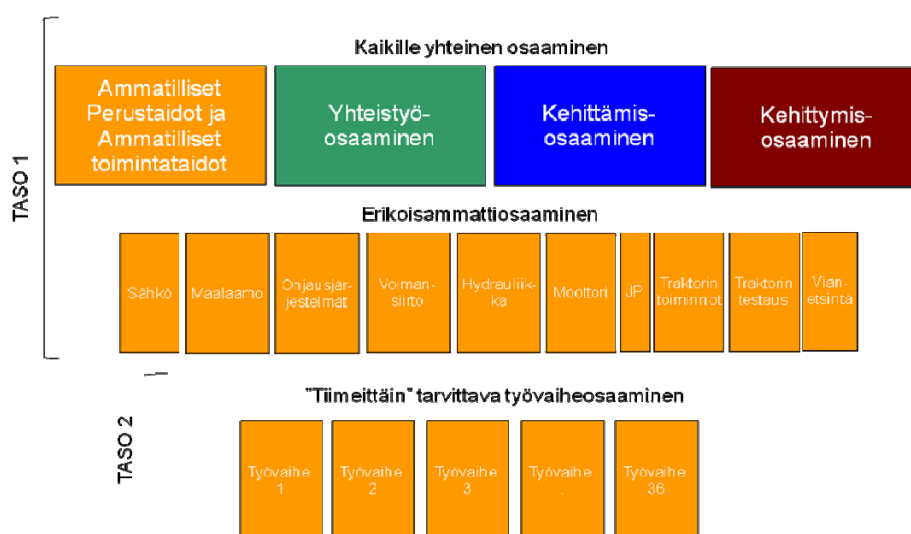 TASO 1
Kaikille yhteinen osaaminen
Ammatilliset
Perustaidot ja
Ammatilliset
toimintataidot
Yhteistyö-
osaaminen
Kehittämis-
osaaminen
Kehittymis-
osaaminen
Erikoisammattiosaaminen
Sähkö
Maalaamo
Ohjausjär-
jestelmät
Voiman-
siirto
Hydrauliik-
ka
Moottori
JP
Traktorin
toiminnot
Traktorin
testaus
Vian-
etsintä
TASO 2
"Tiimeittäin" tarvittava työvaiheosaaminen
Työvaihe
1
Työvaihe
2
Työvaihe
3
Työvaihe
.
Työvaihe
36